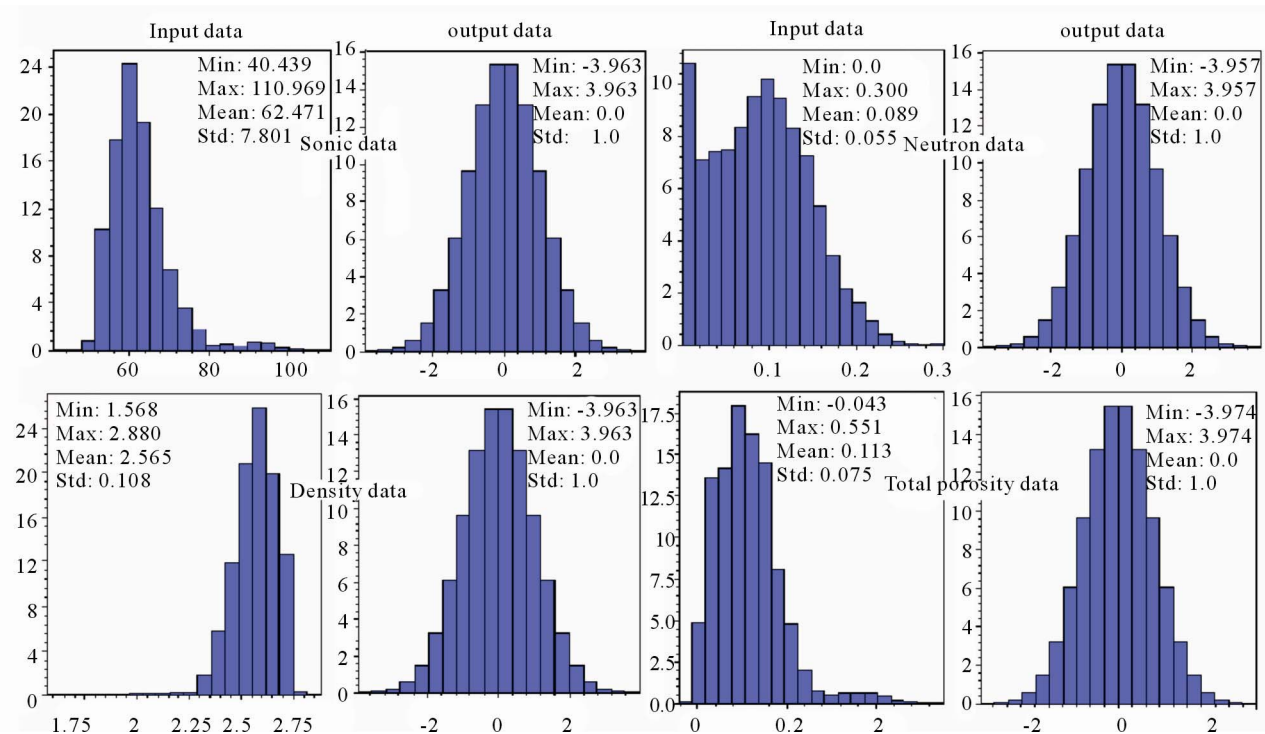 Input data
output data
Input data
output data
Min: 40.439
Max: 110.969
Mean: 62.471
Std: 7.801
24
20
16
12
8
4
0
60
80
100
Sonic data
Min: -3.963
Max: 3.963
Mean: 0.0
Std: 1.0
16
14
12
10
8
6
4
2
0
-2
0
2
Min: 0.0
Max: 0.300
Mean: 0.089
Std: 0.055
10
8
6
4
2
0
0.1
0.2
0.3
Neutron data
Min: -3.957
Max: 3.957
Mean: 0.0
Std: 1.0
16
14
12
10
8
6
4
2
0
-2
0
2
Min: 1.568
Max: 2.880
Mean: 2.565
Std: 0.108
24
20
16
12
8
4
0
1.75
2
2.25
2.5
2.75
Density data
Min: -3.963
Max: 3.963
Mean: 0.0
Std: 1.0
16
14
12
10
8
6
4
2
0
-2
0
2
Min: -0.043
Max: 0.551
Mean: 0.113
Std: 0.075
17.5
15.0
12.5
10
7.5
5.0
2.5
0.0
0
0.2
2
Total porosity data
Min: -3.974
Max: 3.974
Mean: 0.0
Std: 1.0
16
14
12
10
8
6
4
2
0
-2
0
2